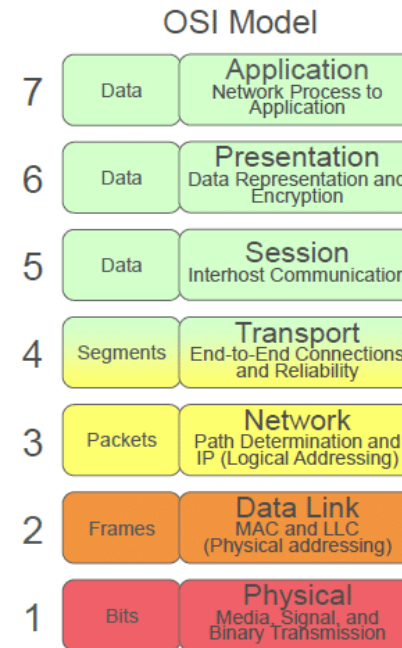 OSI Model
7
Data
Application
Network Process to
Application
6
Data
Presentation
Data Representation and
Encryption
5
Data
Session
Interhost Communication
4
Segments
Transport
End-to-End Connections
and Reliability
3
Packets
Network
Path Determination and
IP (Logical Addressing)
2
Frames
Data Link
MAC and LLC
(Physical addressing)
1
Bits
Physical
Media, Signal, and
Binary Transmission